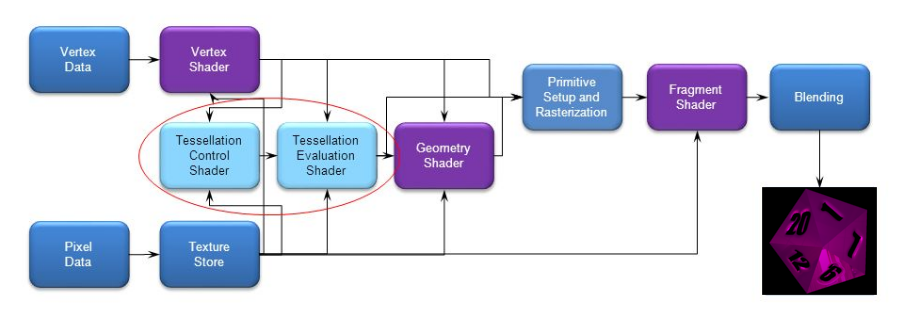 Vertex
Data
Vertex
Shader
Tessellation
Control
Shader
Tessellation
Evaluation
Shader
Geometry
Shader
Primitive
Setup and
Rasterization
Fragment
Shader
Blending
Pixel
Data
Texture
Store
20
1
7
12
6